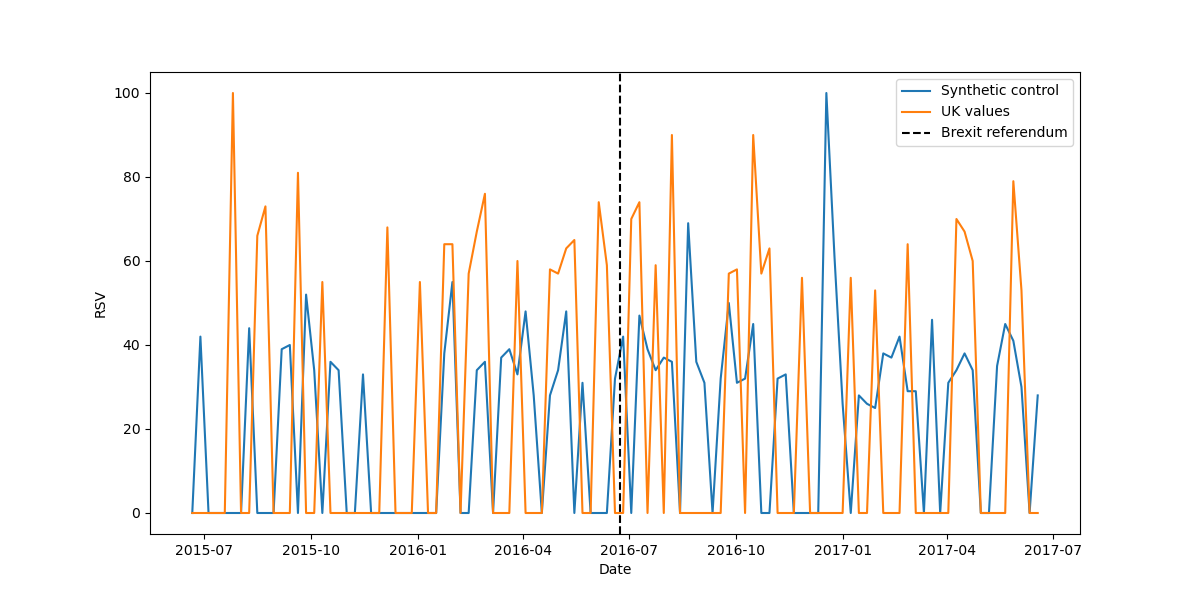 Synthetic control
UK values
Brexit referendum
RSV
100
80
60
40
20
0
2015-07 2015-10 2016-01 2016-04 2016-07 2016-10 2017-01 2017-04 2017-07
Date